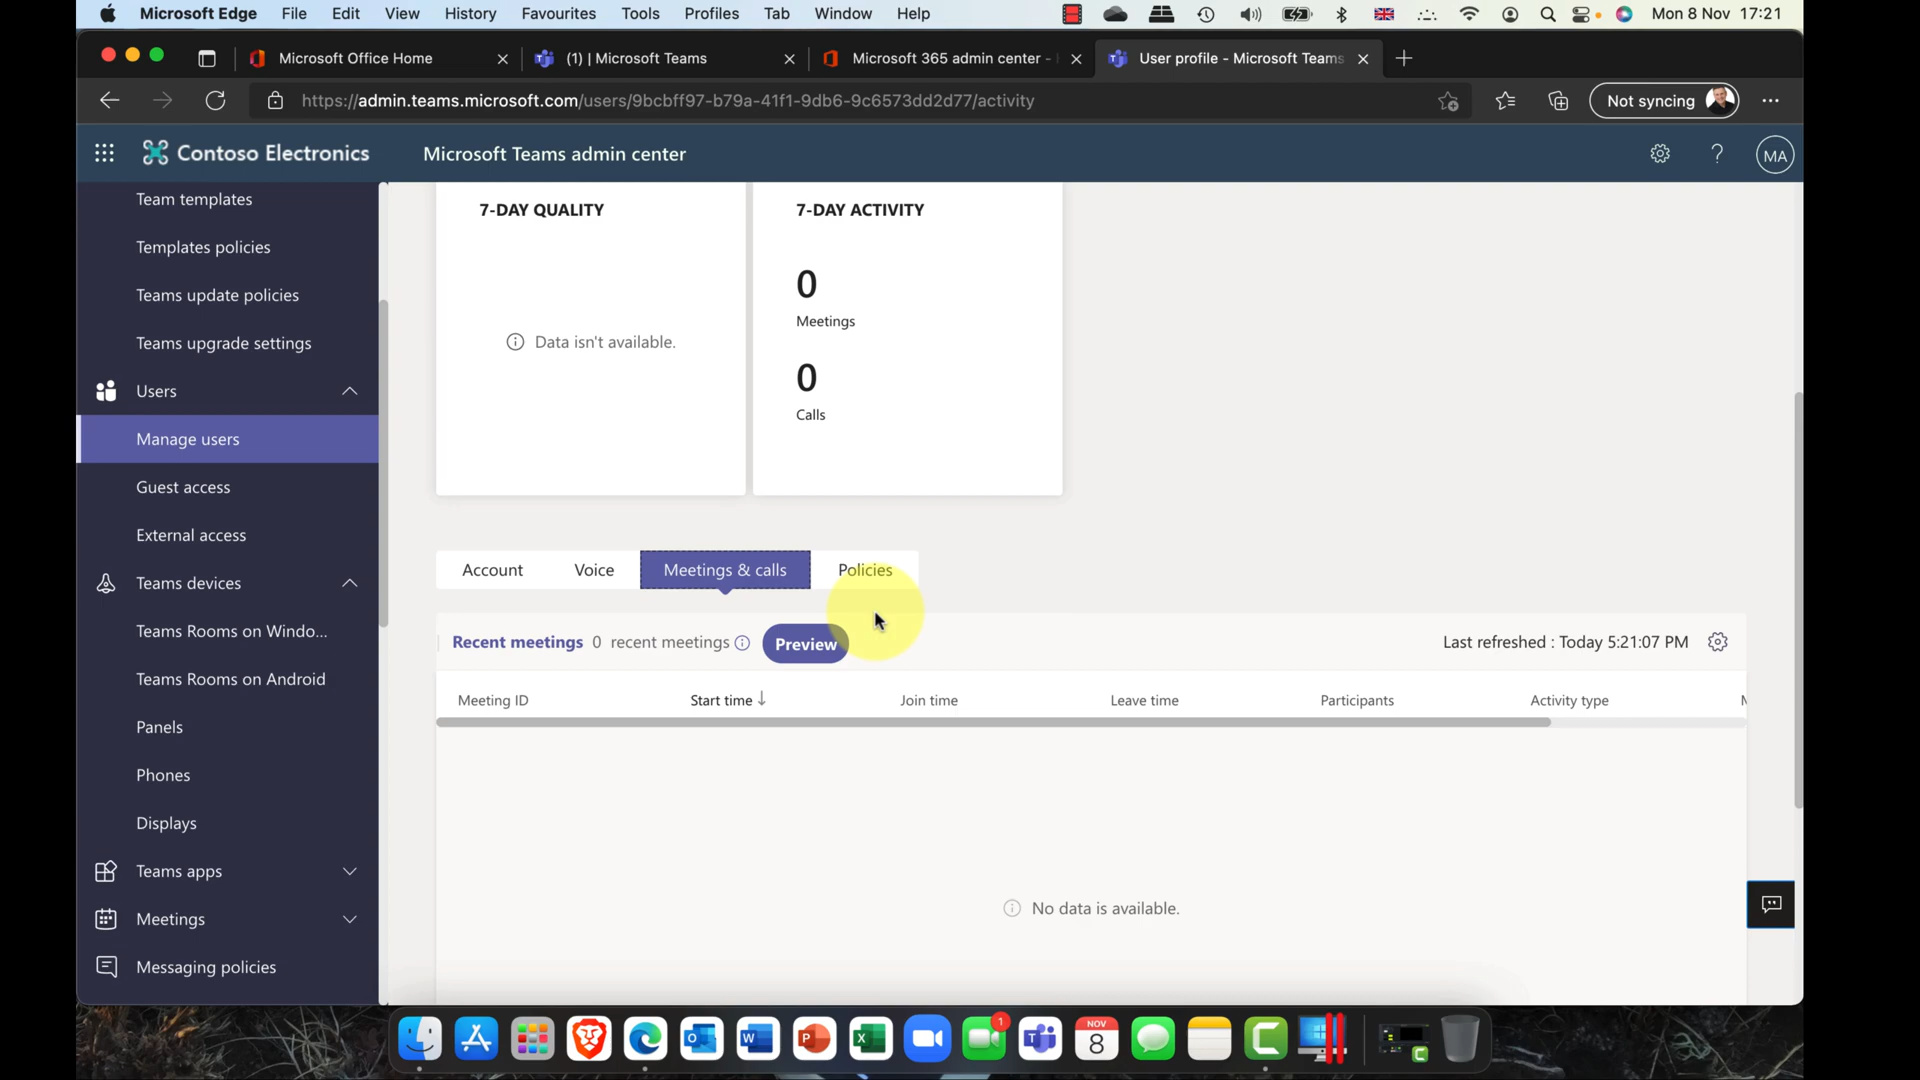 Microsoft Edge File Edit View History Favourites Tools Profiles Tab Window Help Mon 8 Nov 17:21
Microsoft Office Home (1) | Microsoft Teams Microsoft 365 admin center - User profile - Microsoft Teams
https://admin.teams.microsoft.com/users/9bcbff97-b79a-41f1-9db6-9c6573dd2d77/activity Not syncing
Contoso Electronics Microsoft Teams admin center ? MA
Team templates
Templates policies
Teams update policies
Teams upgrade settings
Users
Manage users
Guest access
External access
Teams devices
Teams Rooms on Windo...
Teams Rooms on Android
Panels
Phones
Displays
Teams apps
Meetings
Messaging policies
7-DAY QUALITY
Data isn't available.
7-DAY ACTIVITY
0
Meetings
0
Calls
Account Voice Meetings & calls Policies
Recent meetings 0 recent meetings Preview Last refreshed : Today 5:21:07 PM
Meeting ID Start time Join time Leave time Participants Activity type
No data is available.
NOV
8
1